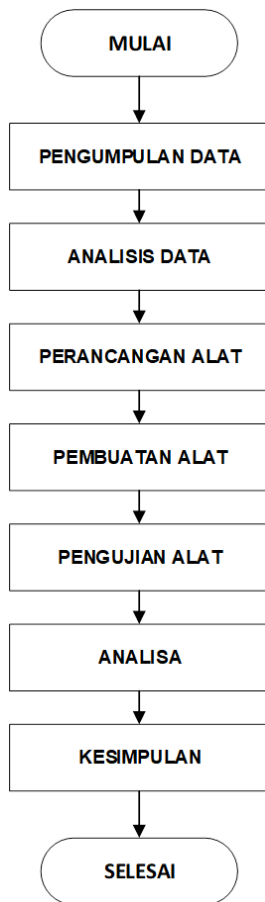 MULAI
PENGUMPULAN DATA
ANALISIS DATA
PERANCANGAN ALAT
PEMBUATAN ALAT
PENGUJIAN ALAT
ANALISA
KESIMPULAN
SELESAI